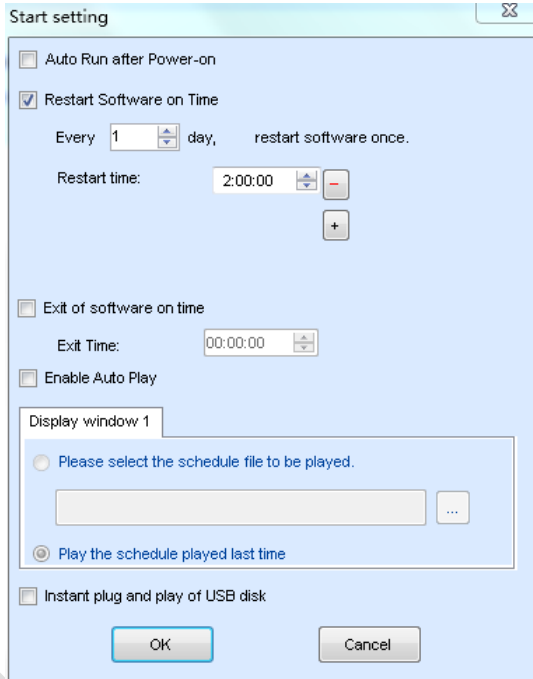 Start setting
Auto Run after Power-on
Restart Software on Time
Every 1 day, restart software once.
Restart time: 2:00:00 -
+
Exit of software on time
Exit Time: 00:00:00
Enable Auto Play
Display window 1
Please select the schedule file to be played.
...
Play the schedule played last time
Instant plug and play of USB disk
OK Cancel